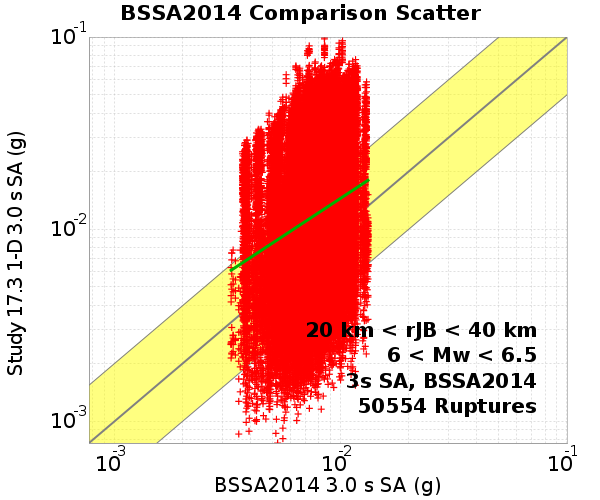 BSSA2014 Comparison Scatter
10-1
10-2
10-3
Study 17.3 1-D 3.0 s SA (g)
20 km < rJB < 40 km
6 < Mw < 6.5
3s SA, BSSA2014
50554 Ruptures
10-3 10-2 10-1
BSSA2014 3.0 s SA (g)